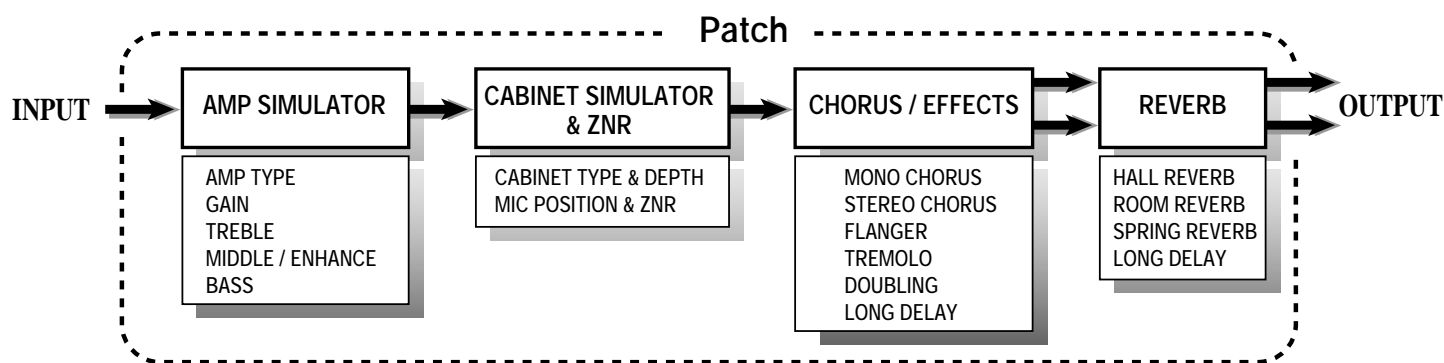 Patch
INPUT
AMP SIMULATOR
AMP TYPE
GAIN
TREBLE
MIDDLE / ENHANCE
BASS
CABINET SIMULATOR
& ZNR
CABINET TYPE & DEPTH
MIC POSITION & ZNR
CHORUS / EFFECTS
MONO CHORUS
STEREO CHORUS
FLANGER
TREMOLO
DOUBLING
LONG DELAY
REVERB
HALL REVERB
ROOM REVERB
SPRING REVERB
LONG DELAY
OUTPUT